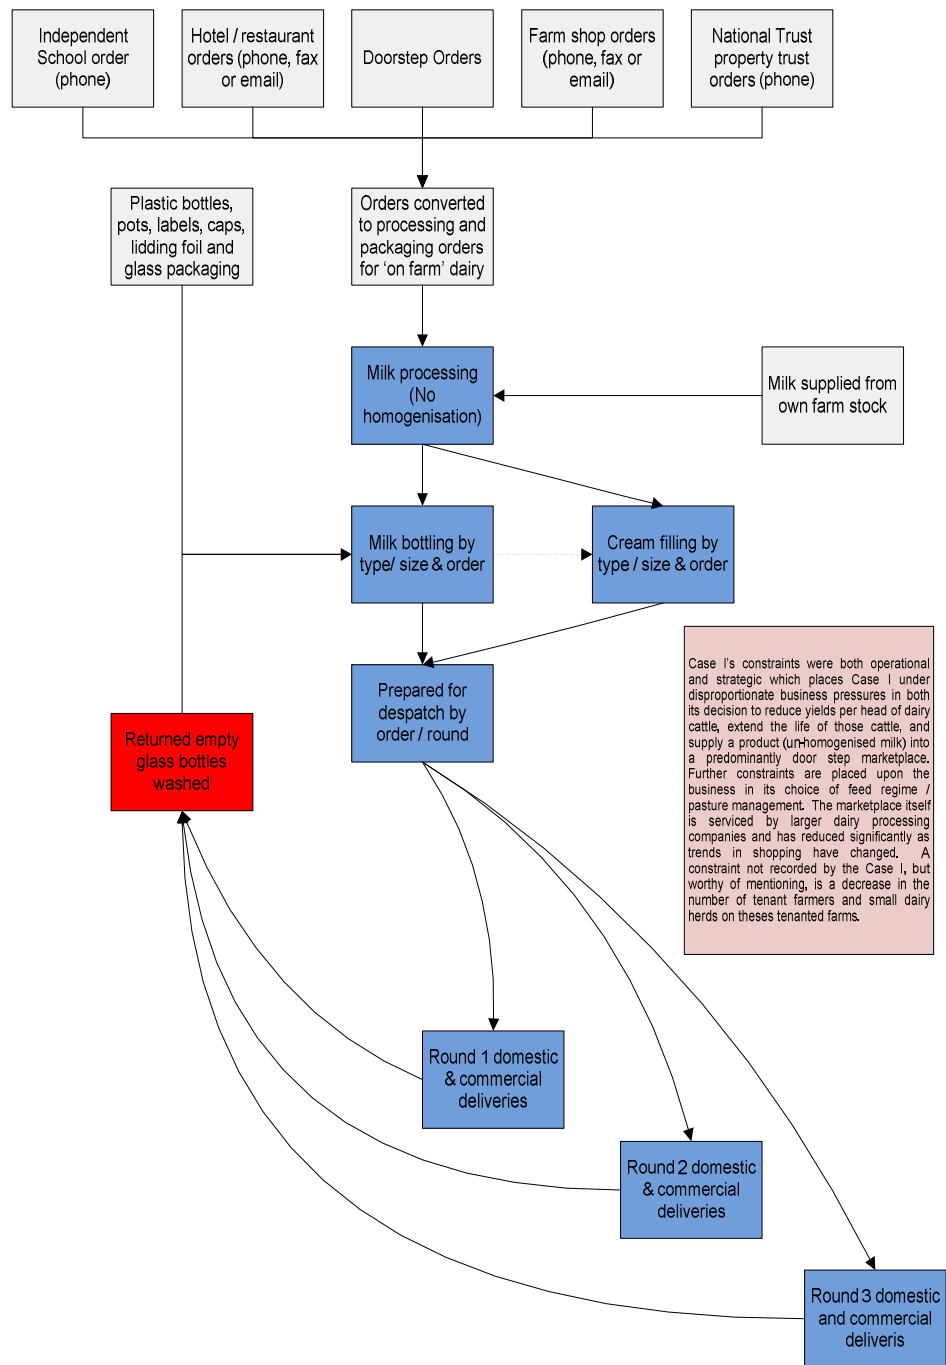 Independent
School order
(phone)
Hotel / restaurant
orders (phone, fax
or email)
Doorstep Orders
Farm shop orders
(phone, fax or
email)
National Trust
property trust
orders (phone)
Plastic bottles,
pots, labels, caps,
lidding foil and
glass packaging
Orders converted
to processing and
packaging orders
for ‘on farm’ dairy
Milk processing
(No
homogenisation)
Milk supplied from
own farm stock
Milk bottling by
type/ size & order
Cream filling by
type / size & order
Case I's constraints were both operational
and strategic which places Case I under
disproportionate business pressures in both
its decision to reduce yields per head of dairy
cattle, extend the life of those cattle, and
supply a product (un-homogenised milk) into
a predominantly door step marketplace.
Further constraints are placed upon the
business in its choice of feed regime /
pasture management. The marketplace itself
is serviced by larger dairy processing
companies and has reduced significantly as
trends in shopping have changed. A
constraint not recorded by the Case I, but
worthy of mentioning, is a decrease in the
number of tenant farmers and small dairy
herds on theses tenanted farms.
Prepared for
despatch by
order / round
Returned empty
glass bottles
washed
Round 1 domestic
& commercial
deliveries
Round 2 domestic
& commercial
deliveries
Round 3 domestic
and commercial
deliveris